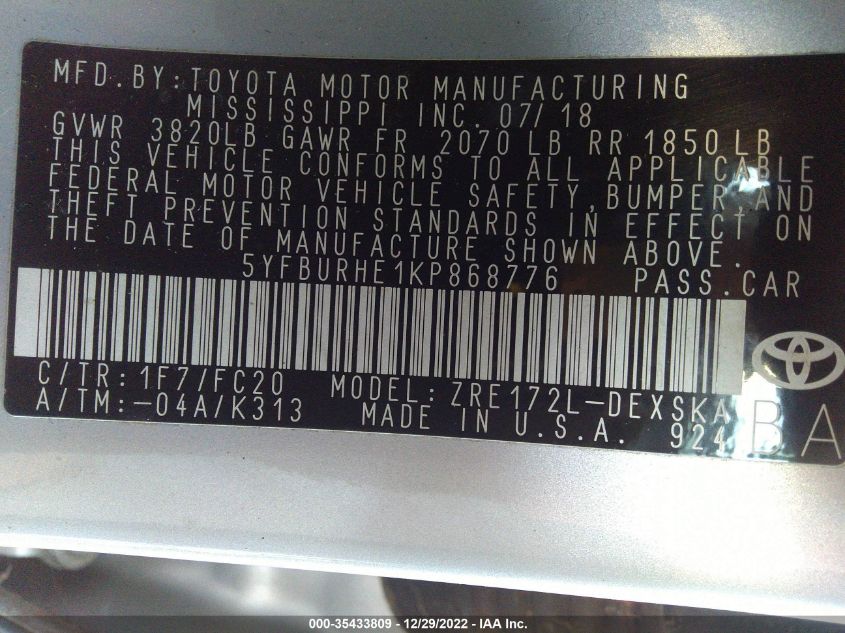 MFD.BY:TOYOTA MOTOR MANUFACTURING
MISSISSIPPI INC. 07/18
GVWR 3820LB GAWR FR 2070 LB RR 1850 LB
THIS VEHICLE CONFORMS TO ALL APPLICABLE
FEDERAL MOTOR VEHICLE SAFETY,BUMPER AND
THEFT PREVENTION STANDARDS IN EFFECT ON
THE DATE OF MANUFACTURE SHOWN ABOVE.
5YFBURHE1KP868776 PASS.CAR
C/TR:1F7/FC20 MODEL:ZRE172L-DEXSKA
A/TM:-04A/K313 MADE IN U.S.A. 924
BA
000-35433809 - 12/29/2022 - IAA Inc.